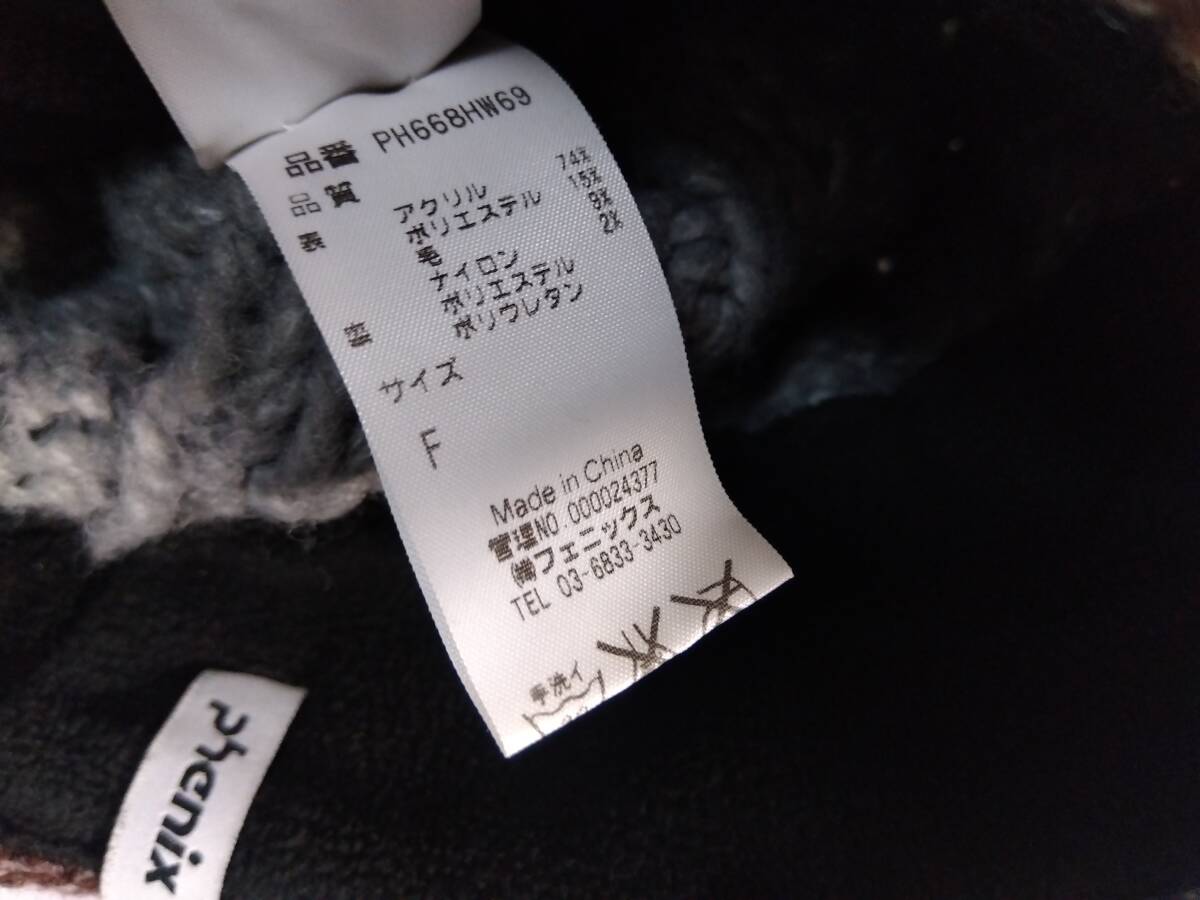 品番 PH668HW69
品質
表 アクリル 74%
ポリエステル 15%
毛 9%
ナイロン 2%
裏 ポリエステル
ポリウレタン
サイズ
F
Made in China
管理NO.000024377
㈱フェニックス
TEL 03-6833-3430
手洗イ
phenix